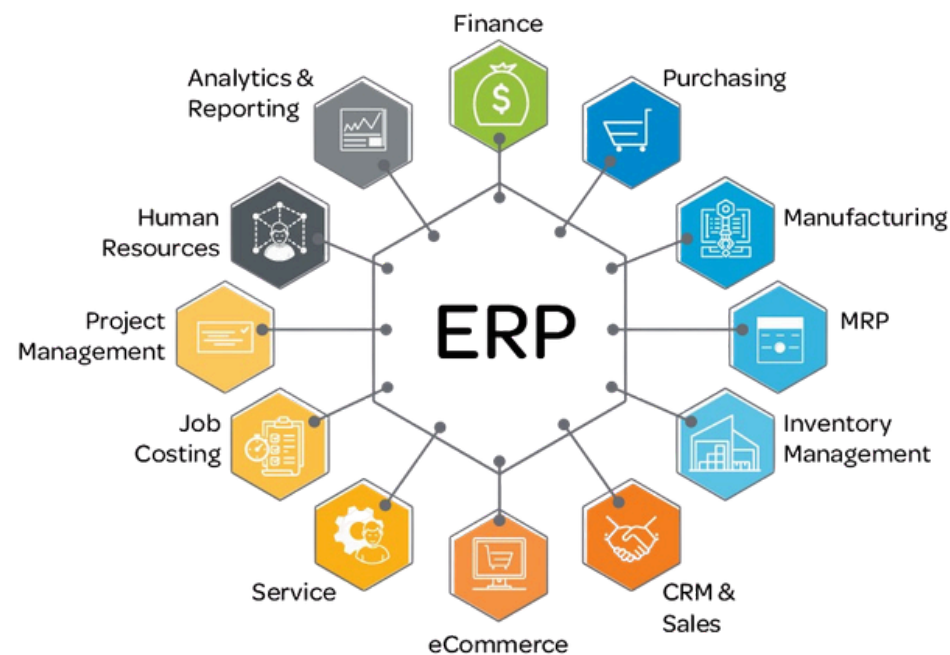 Finance
Purchasing
Manufacturing
MRP
Inventory
Management
CRM &
Sales
eCommerce
Service
Job
Costing
Project
Management
Human
Resources
Analytics &
Reporting
ERP
$